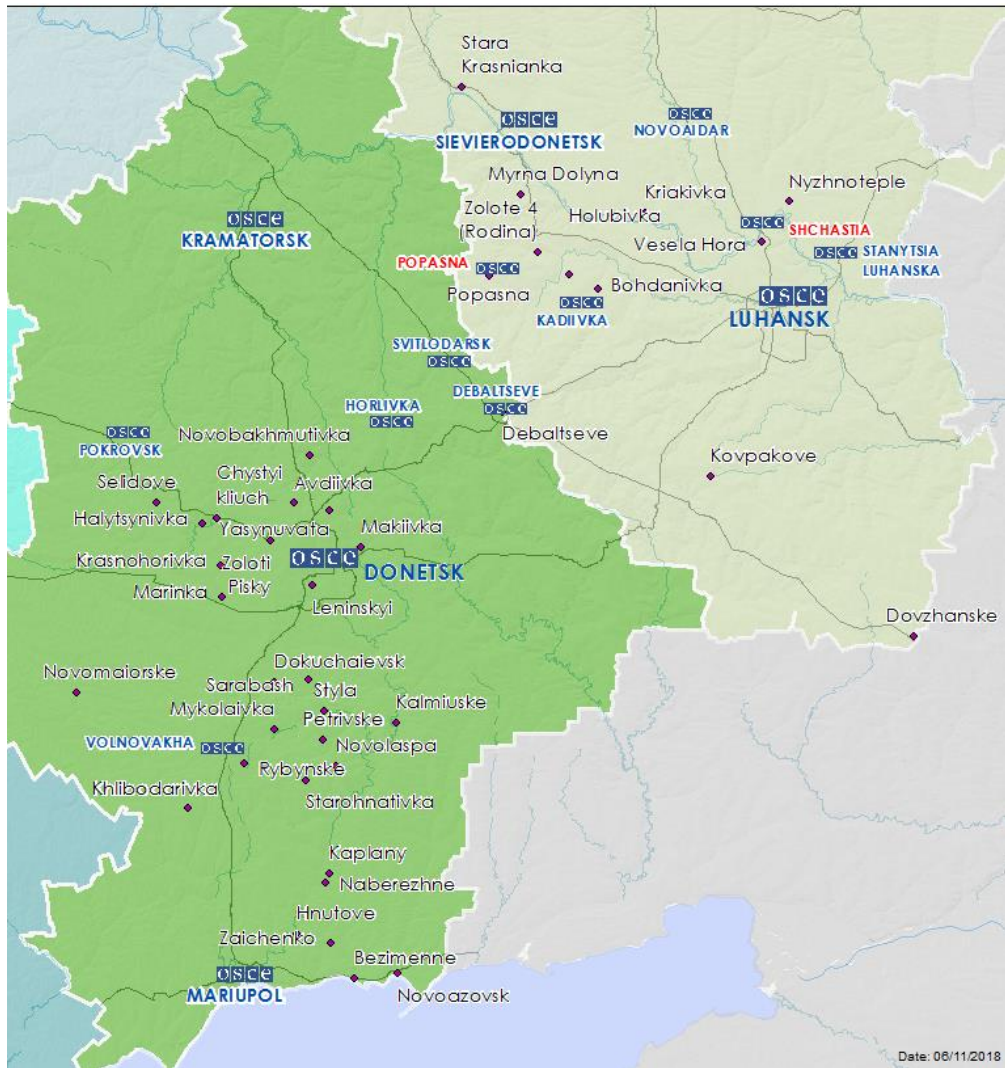 Stara
Krasnianka
osce
SIEVIERODONETSK
osce
NOVOAIDAR
Myrna Dolyna
Kriakivka
Nyzhnoteple
osce
KRAMATORSK
Zolote 4
(Rodina)
Holubivka
osce
SHCHASTIA
Vesela Hora
osce
STANYTSIA
LUHANSKA
POPASNA
osce
Popasna
Bohdanivka
osce
KADIIVKA
osce
LUHANSK
SVITLODARSK
osce
HORLIVKA
osce
DEBALTSEVE
osce
Debaltseve
osce
POKROVSK
Novobakhmutivka
Kovpakove
Selidove
Chystyi
kliuch
Avdiivka
Halytsynivka
Yasynuvata
Makiivka
Krasnohorivka
Zoloti
osce
DONETSK
Marinka
Pisky
Leninskyi
Dovzhanske
Novomaiorske
Dokuchaievsk
Sarabash
Styla
Mykolaivka
Petrivske
Kalmiuske
VOLNOVAKHA
osce
Novolaspa
Rybynske
Khlibodarivka
Starohnativka
Kaplany
Naberezhne
Hnutove
Zaichenko
osce
MARIUPOL
Bezimenne
Novoazovsk
Date: 06/11/2018